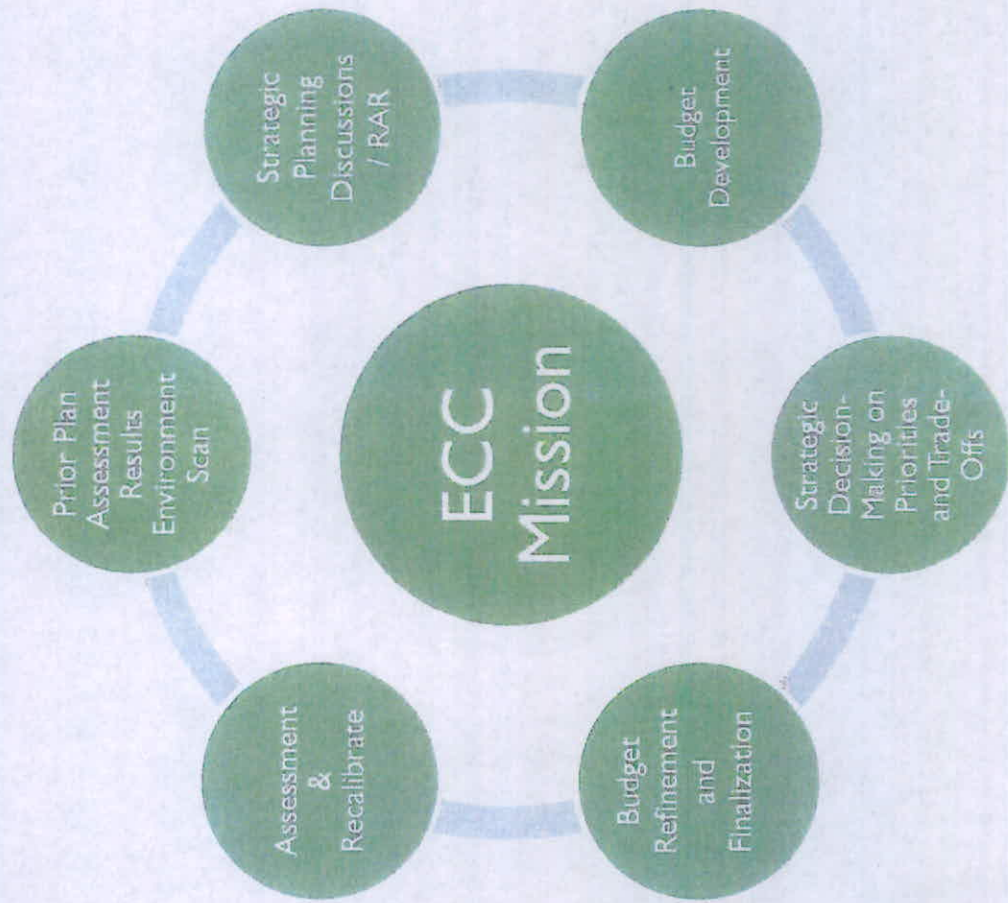 ECC
Mission
Prior Plan
Assessment
Results
Environment
Scan
Strategic
Planning
Discussions
/ RAR
Budget
Development
Strategic
Decision-
Making on
Priorities
and Trade-
Offs
Budget
Refinement
and
Finalization
Assessment
&
Recalibrate